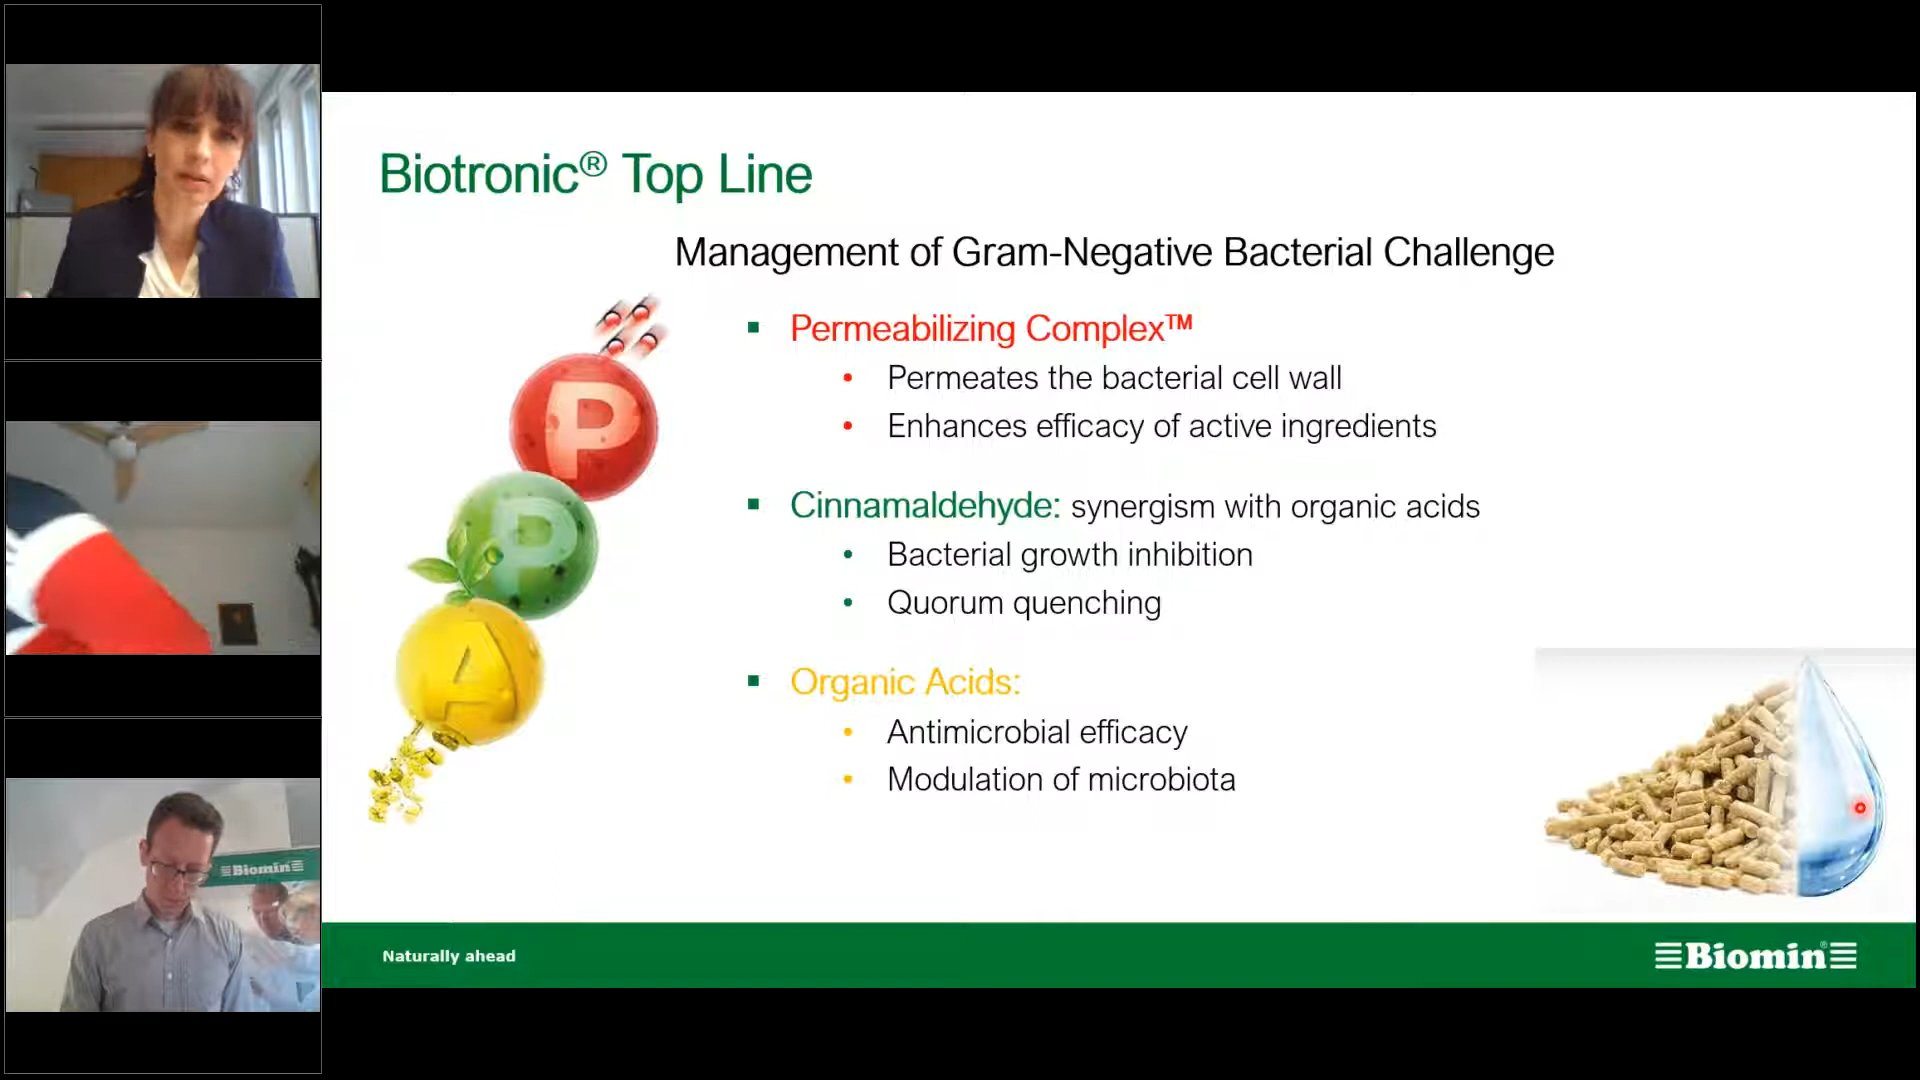 Biotronic® Top Line
Management of Gram-Negative Bacterial Challenge
Permeabilizing Complex™
Permeates the bacterial cell wall
Enhances efficacy of active ingredients
Cinnamaldehyde: synergism with organic acids
Bacterial growth inhibition
Quorum quenching
Organic Acids:
Antimicrobial efficacy
Modulation of microbiota
P
P
A
Biomin
Naturally ahead
Biomin®